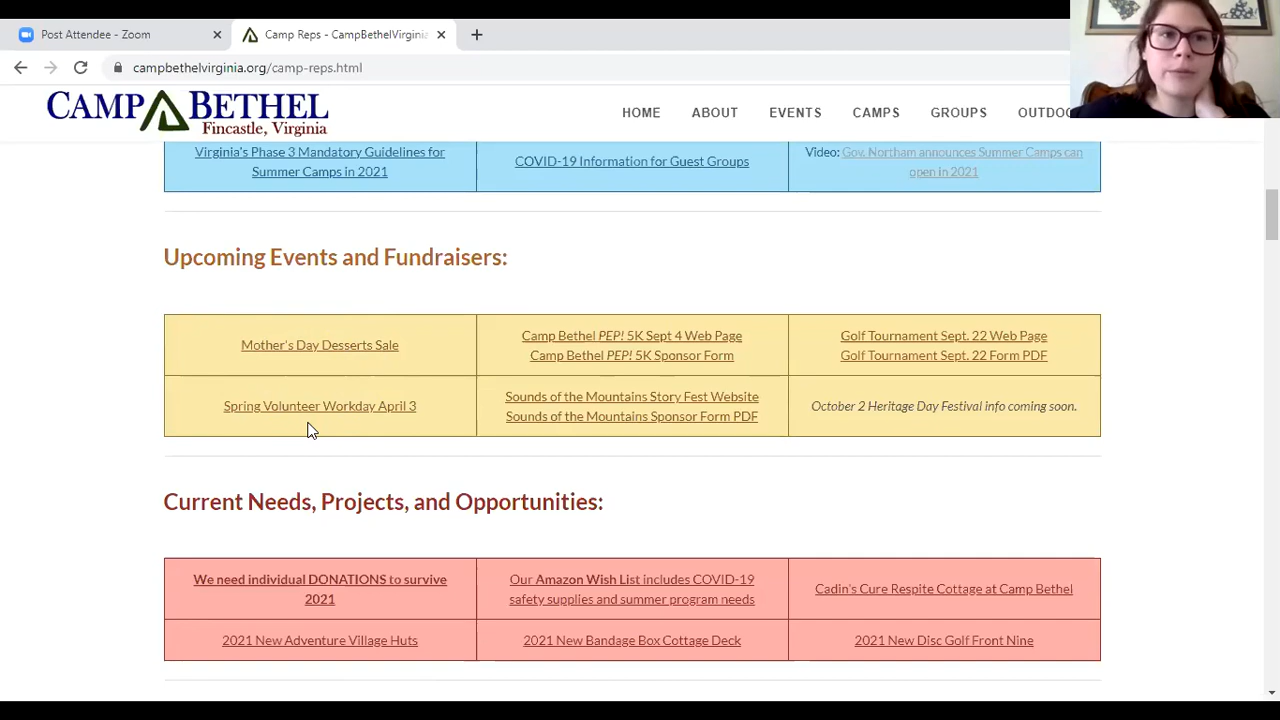 Post Attendee - Zoom
Camp Reps - CampBethelVirginia
campbethelvirginia.org/camp-reps.html
CAMP BETHEL
Fincastle, Virginia
HOME ABOUT EVENTS CAMPS GROUPS
Virginia's Phase 3 Mandatory Guidelines for
Summer Camps in 2021
COVID-19 Information for Guest Groups
Video: Gov. Northam announces Summer Camps can
open in 2021
Upcoming Events and Fundraisers:
Mother's Day Desserts Sale
Camp Bethel PEP! 5K Sept 4 Web Page
Camp Bethel PEP! 5K Sponsor Form
Golf Tournament Sept. 22 Web Page
Golf Tournament Sept. 22 Form PDF
Spring Volunteer Workday April 3
Sounds of the Mountains Story Fest Website
Sounds of the Mountains Sponsor Form PDF
October 2 Heritage Day Festival info coming soon.
Current Needs, Projects, and Opportunities:
We need individual DONATIONS to survive
2021
Our Amazon Wish List includes COVID-19
safety supplies and summer program needs
Cadin's Cure Respite Cottage at Camp Bethel
2021 New Adventure Village Huts
2021 New Bandage Box Cottage Deck
2021 New Disc Golf Front Nine